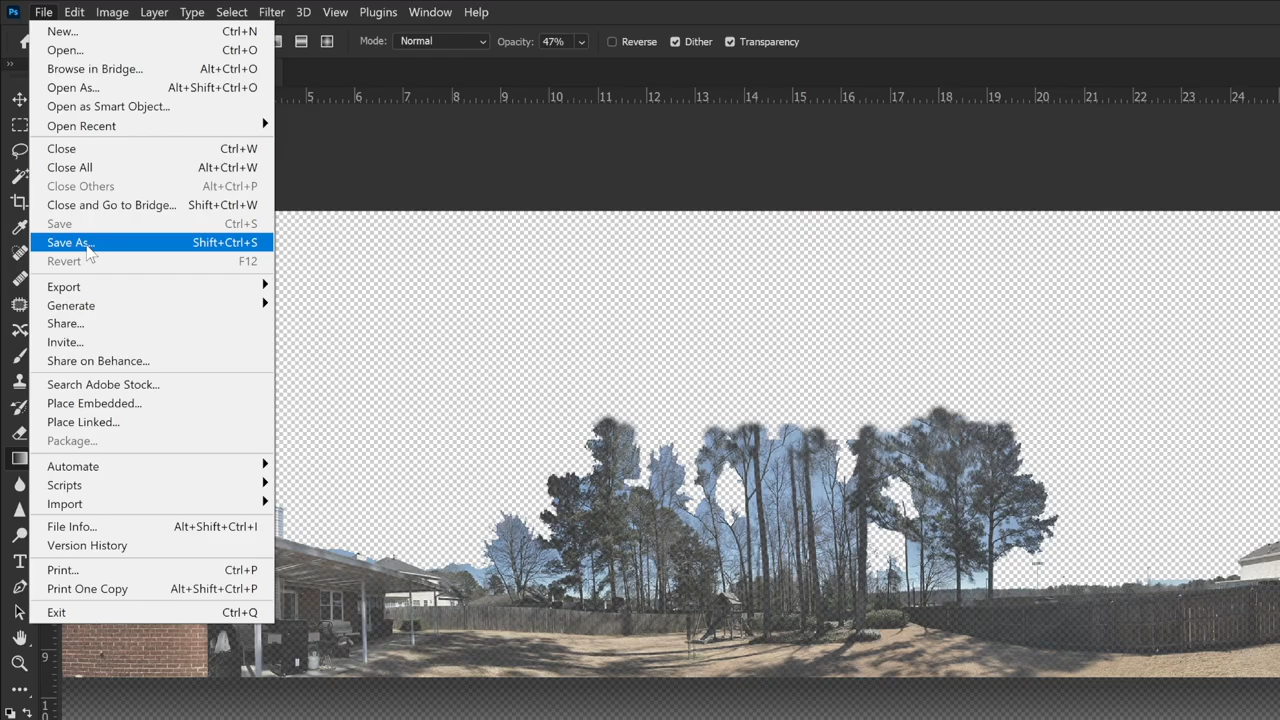 Ps File Edit Image Layer Type Select Filter 3D View Plugins Window Help
Mode: Normal Opacity: 47% Reverse Dither Transparency
New... Ctrl+N
Open... Ctrl+O
Browse in Bridge... Alt+Ctrl+O
Open As... Alt+Shift+Ctrl+O
Open as Smart Object...
Open Recent
Close Ctrl+W
Close All Alt+Ctrl+W
Close Others Alt+Ctrl+P
Close and Go to Bridge... Shift+Ctrl+W
Save Ctrl+S
Save As... Shift+Ctrl+S
Revert F12
Export
Generate
Share...
Invite...
Share on Behance...
Search Adobe Stock...
Place Embedded...
Place Linked...
Package...
Automate
Scripts
Import
File Info... Alt+Shift+Ctrl+I
Version History
Print... Ctrl+P
Print One Copy Alt+Shift+Ctrl+P
Exit Ctrl+Q
5 6 7 8 9 10 11 12 13 14 15 16 17 18 19 20 21 22 23 24
9
1
0